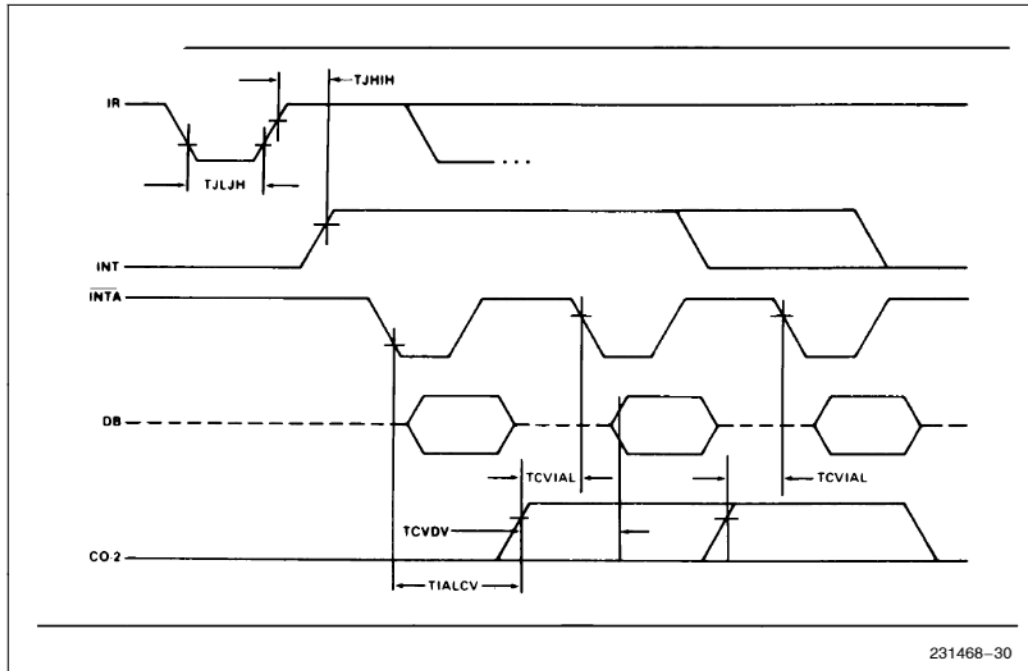 TJHIH
IR
TJLJH
INT
INTA
DB
TCVIAL
TCVIAL
TCVDV
CO-2
TIALCV
231468–30